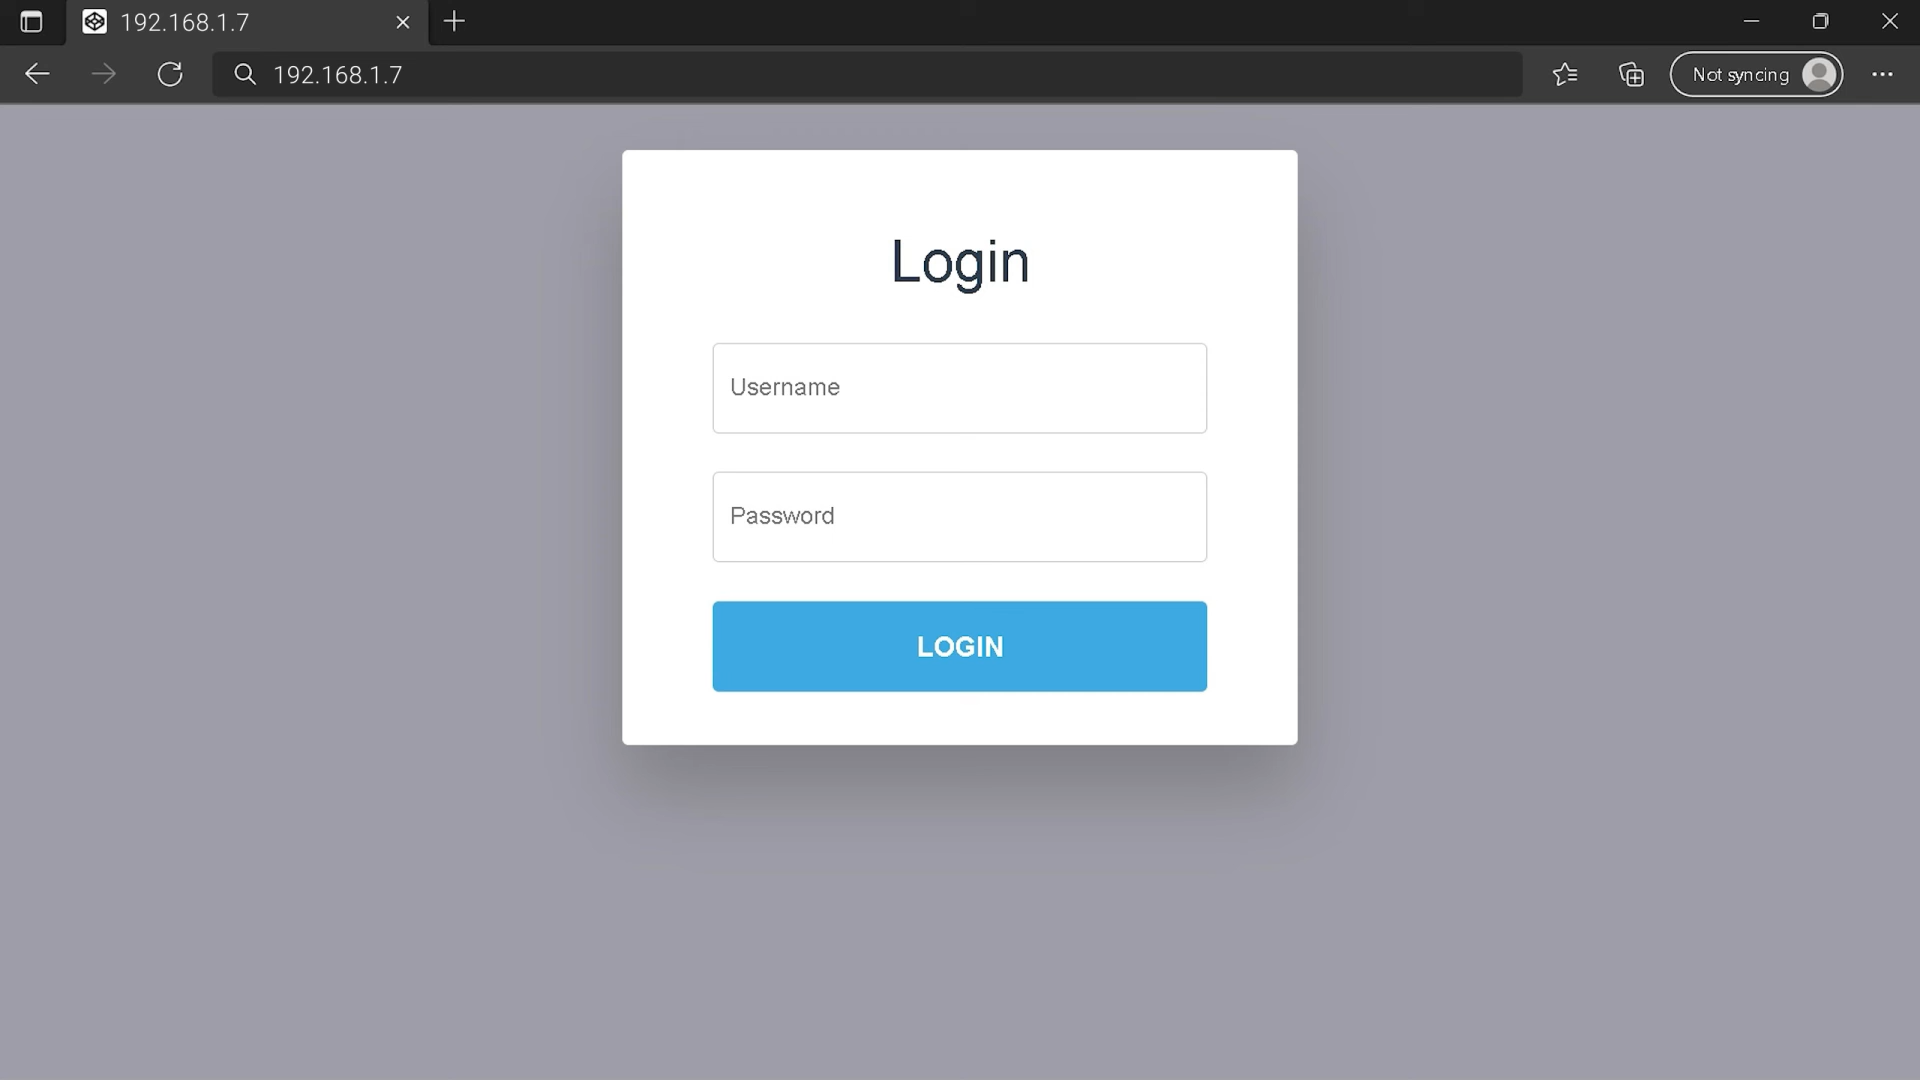 192.168.1.7
192.168.1.7
Not syncing
Login
Username
Password
LOGIN